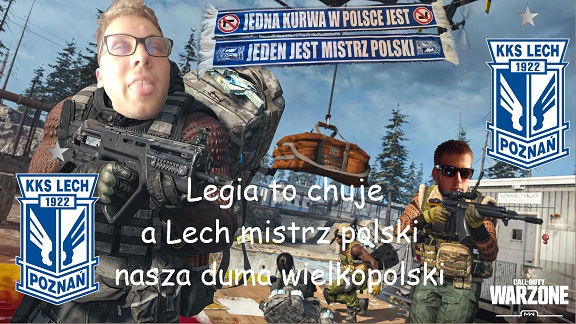 JEDNA KURWA W POLSCE JEST
JEDEN JEST MISTRZ POLSKI
KKS LECH
1922
POZNAŃ
KKS LECH
1922
POZNAŃ
Legia to chuje
a Lech mistrz polski
nasza duma wielkopolski
CALL OF DUTY
WARZONE
MW